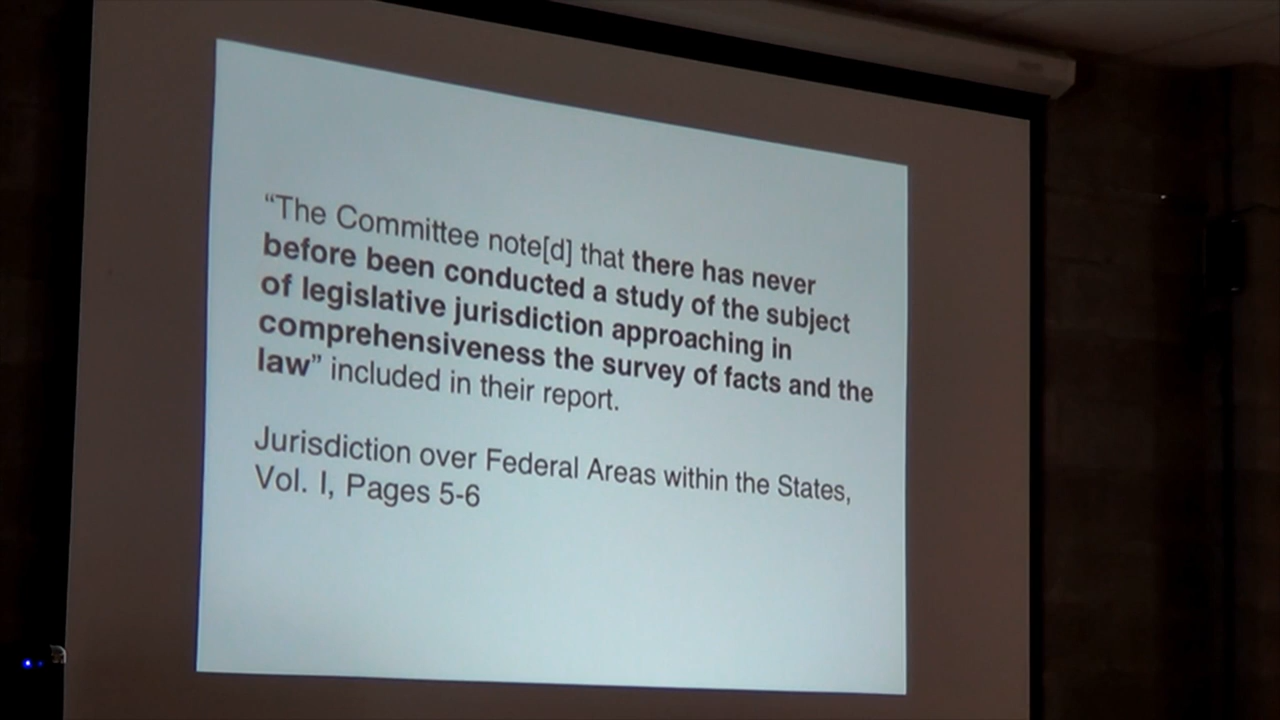 “The Committee note[d] that there has never
before been conducted a study of the subject
of legislative jurisdiction approaching in
comprehensiveness the survey of facts and the
law” included in their report.
Jurisdiction over Federal Areas within the States,
Vol. I, Pages 5-6